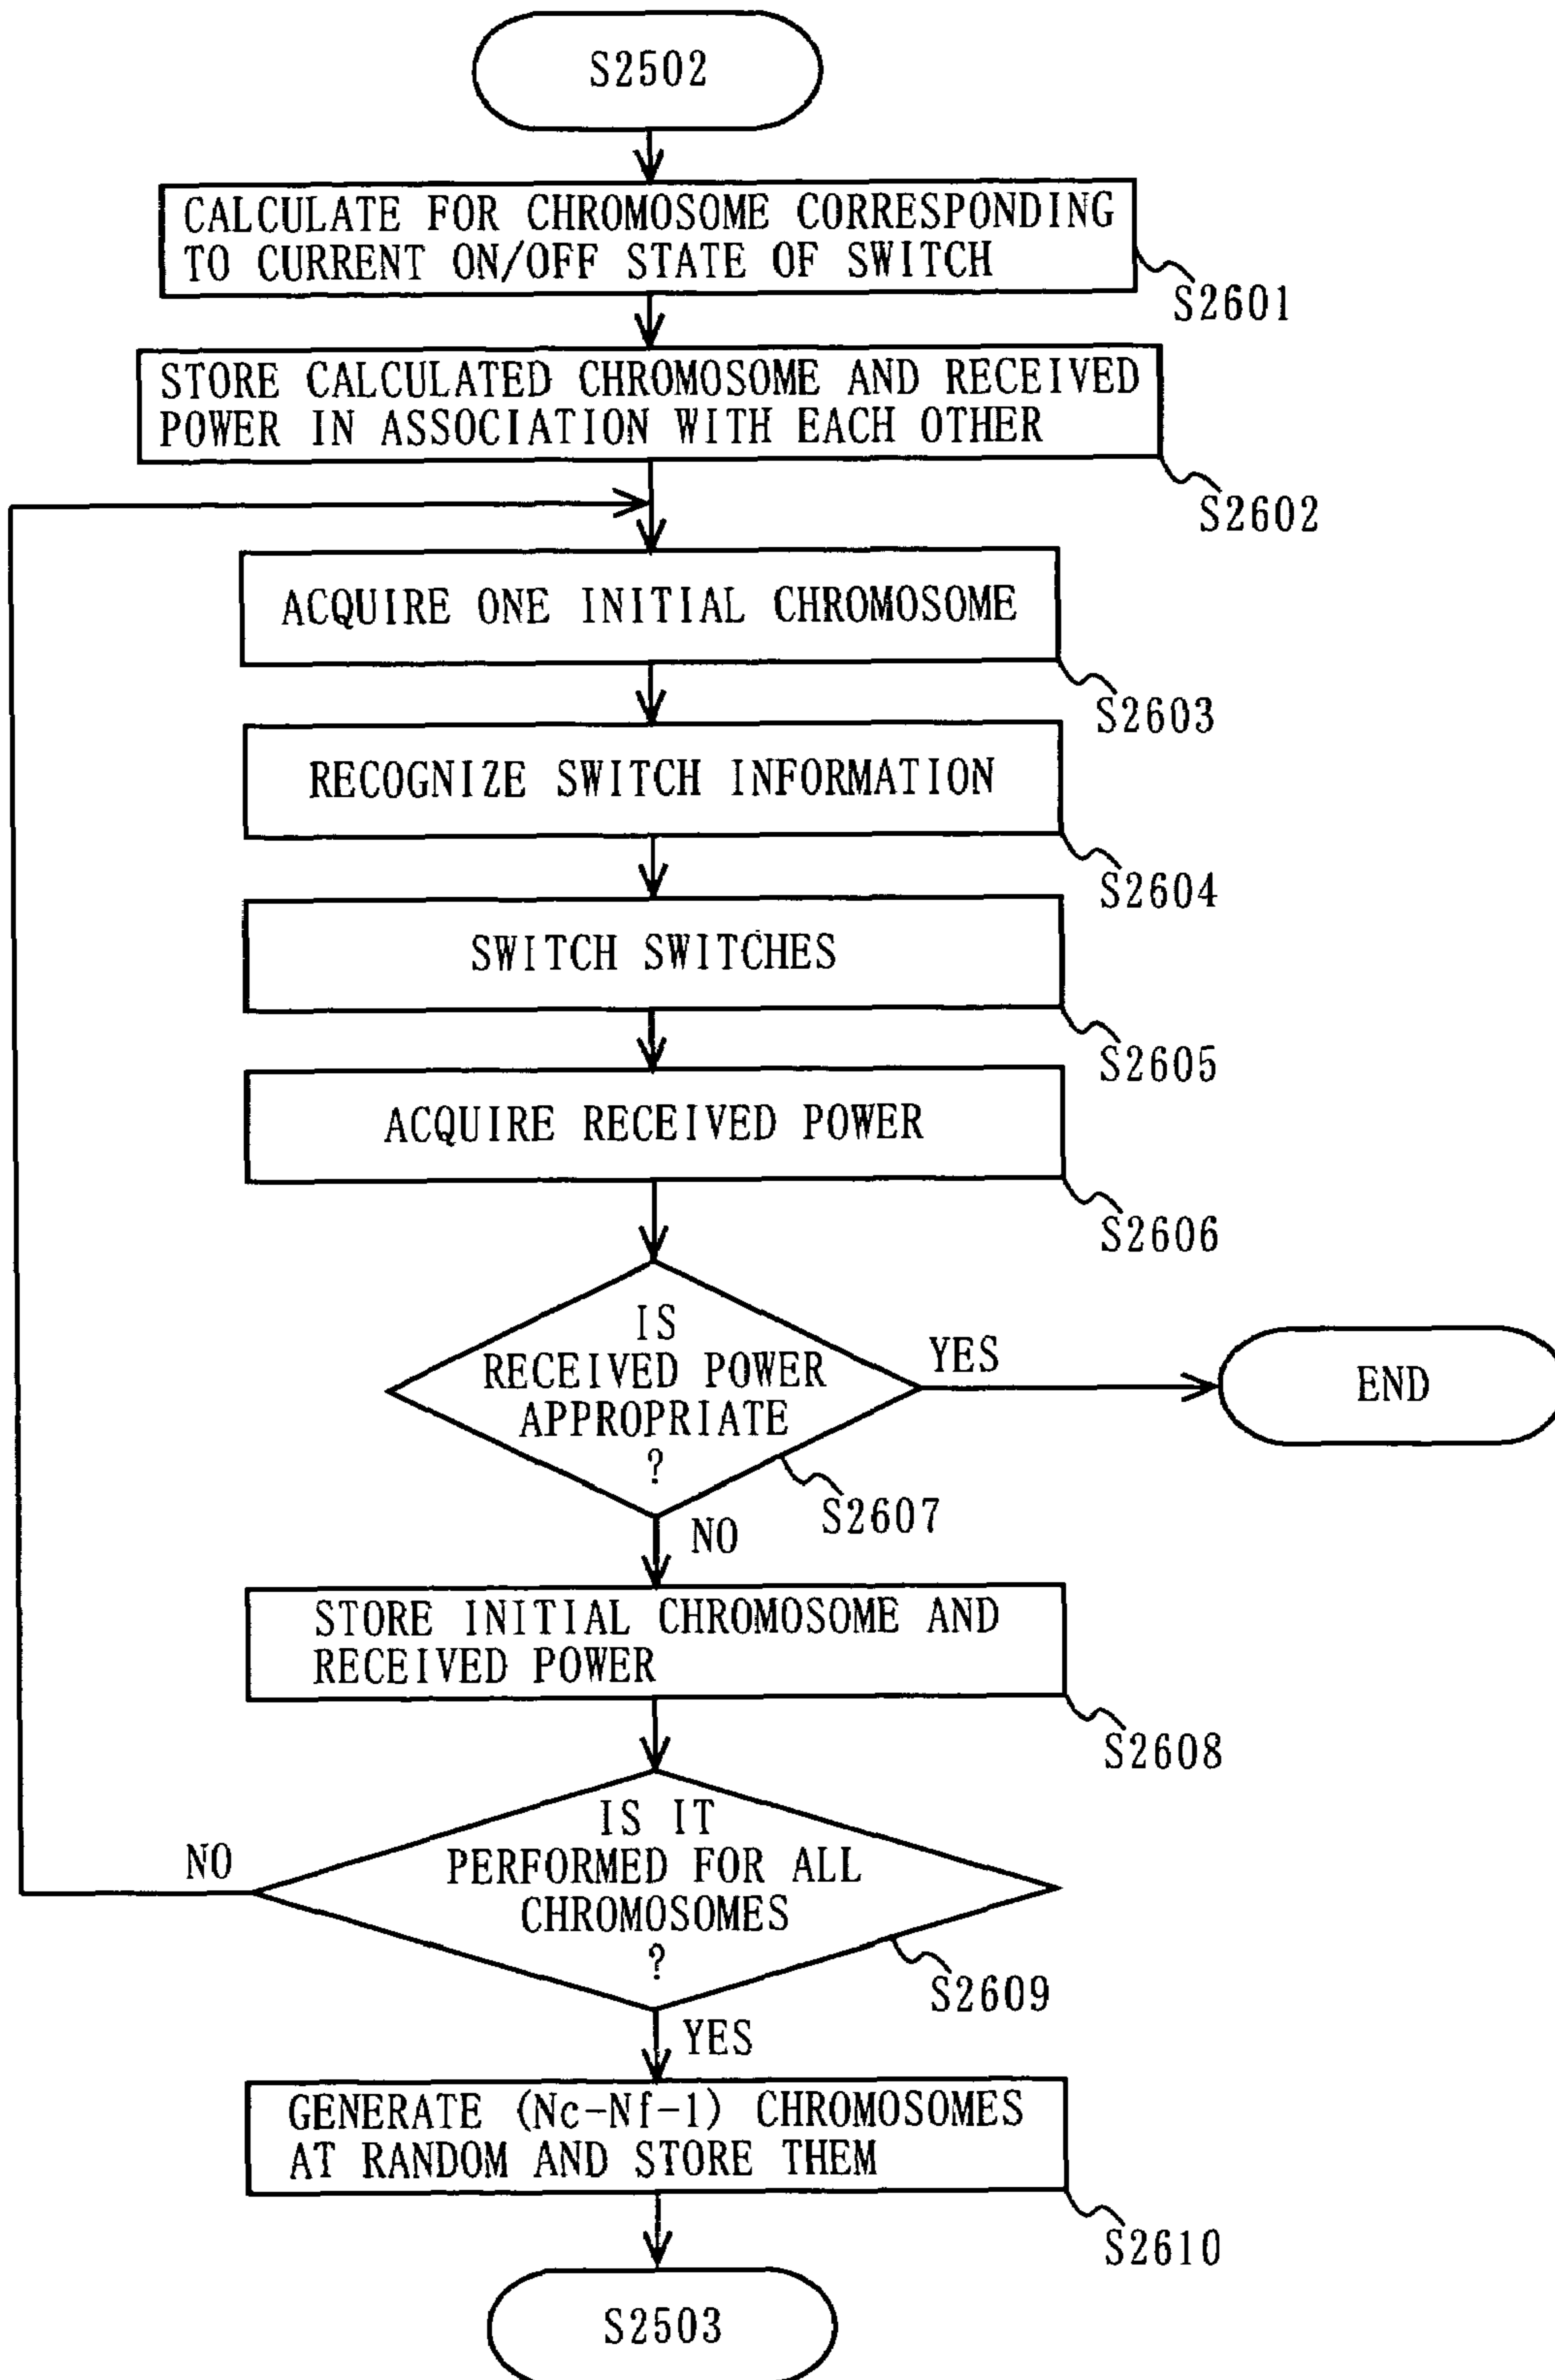 S2502
CALCULATE FOR CHROMOSOME CORRESPONDING
TO CURRENT ON/OFF STATE OF SWITCH
S2601
STORE CALCULATED CHROMOSOME AND RECEIVED
POWER IN ASSOCIATION WITH EACH OTHER
S2602
ACQUIRE ONE INITIAL CHROMOSOME
S2603
RECOGNIZE SWITCH INFORMATION
S2604
SWITCH SWITCHES
S2605
ACQUIRE RECEIVED POWER
S2606
IS
RECEIVED POWER
APPROPRIATE
?
YES
END
S2607
NO
STORE INITIAL CHROMOSOME AND
RECEIVED POWER
S2608
IS IT
PERFORMED FOR ALL
CHROMOSOMES
?
NO
S2609
YES
GENERATE (Nc-Nf-1) CHROMOSOMES
AT RANDOM AND STORE THEM
S2610
S2503